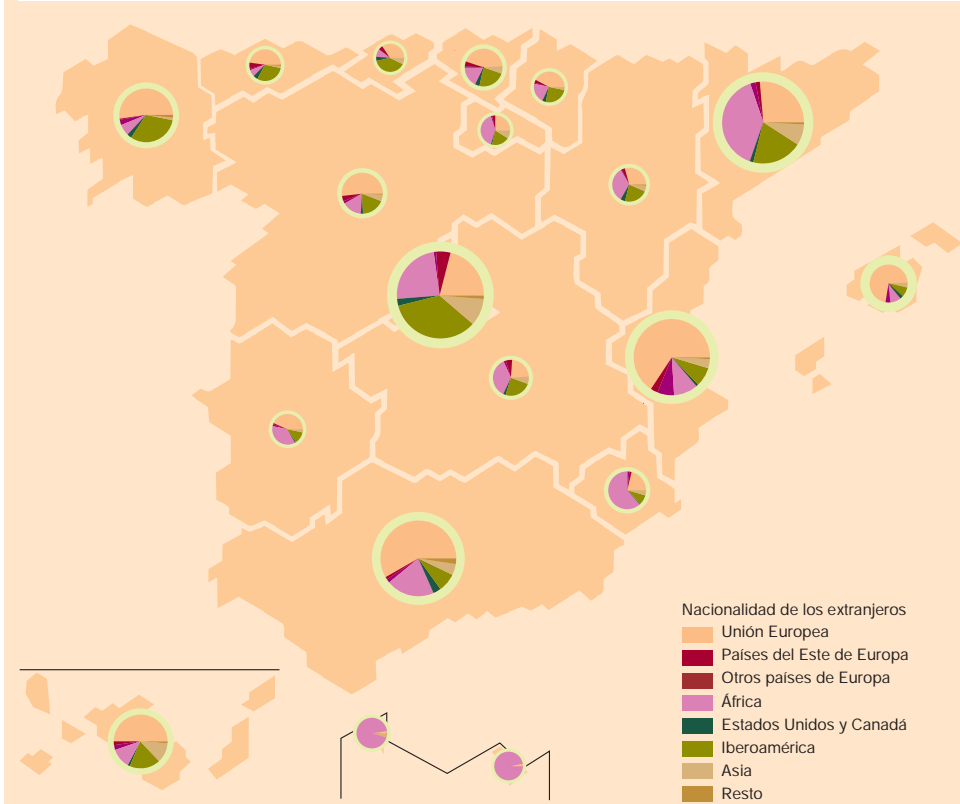 Nacionalidad de los extranjeros
Unión Europea
Países del Este de Europa
Otros países de Europa
África
Estados Unidos y Canadá
Iberoamérica
Asia
Resto